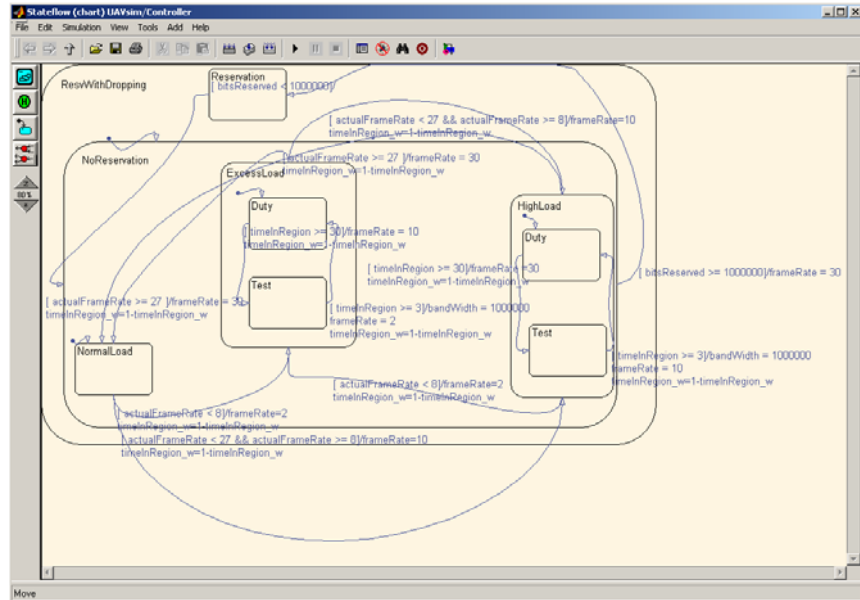 Stateflow (chart) UAVsim/Controller
File Edit Simulation View Tools Add Help
ResvWithDropping
Reservation
[ bitsReserved < 1000000]
[ actualFrameRate < 27 && actualFrameRate >= 8]/frameRate=10
timeInRegion_w=1-timeInRegion_w
NoReservation
[ actualFrameRate >= 27 ]/frameRate = 30
timeInRegion_w=1-timeInRegion_w
ExcessLoad
80%
Duty
HighLoad
[ timeInRegion >= 30]/frameRate = 10
timeInRegion_w=1-timeInRegion_w
Duty
[ timeInRegion >= 30]/frameRate =30
timeInRegion_w=1-timeInRegion_w
[ bitsReserved >= 1000000]/frameRate = 30
Test
[ actualFrameRate >= 27 ]/frameRate = 30
timeInRegion_w=1-timeInRegion_w
[ timeInRegion >= 3]/bandWidth = 1000000
frameRate = 2
timeInRegion_w=1-timeInRegion_w
Test
NormalLoad
[ timeInRegion >= 3]/bandWidth = 1000000
frameRate = 10
timeInRegion_w=1-timeInRegion_w
[ actualFrameRate < 8]/frameRate=2
timeInRegion_w=1-timeInRegion_w
[ actualFrameRate < 8]/frameRate=2
timeInRegion_w=1-timeInRegion_w
[ actualFrameRate < 27 && actualFrameRate >= 8]/frameRate=10
timeInRegion_w=1-timeInRegion_w
Move